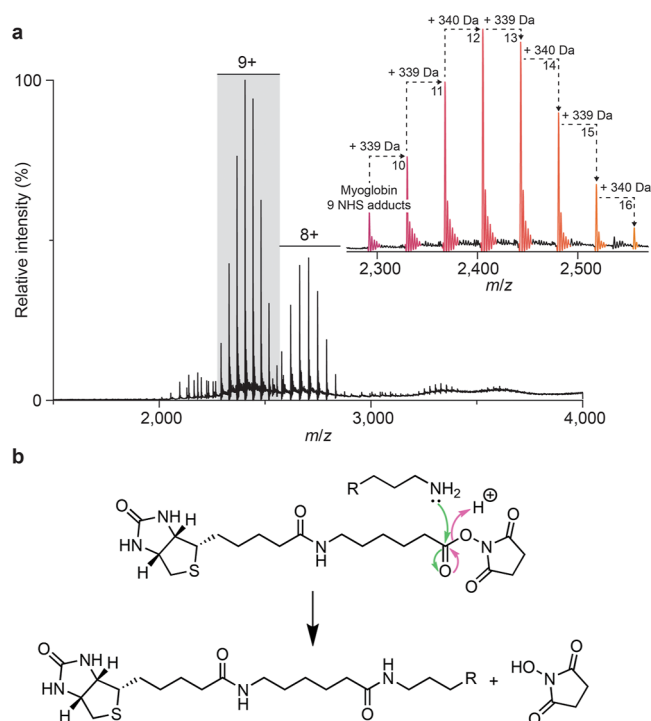 a
100
Relative intensity (%)
0
9+
8+
2,000
3,000
4,000
m/z
+ 339 Da
10
+ 339 Da
11
+ 340 Da
12
+ 339 Da
13
+ 340 Da
14
+ 339 Da
15
+ 340 Da
16
Myoglobin
9 NHS adducts
2,300
2,400
2,500
m/z
b
R
NH2
H
+
O
HN
NH
H
H
S
O
N
H
O
O
N
O
O
O
HN
NH
H
H
S
O
N
H
O
H
N
R
+
HO
N
O
O